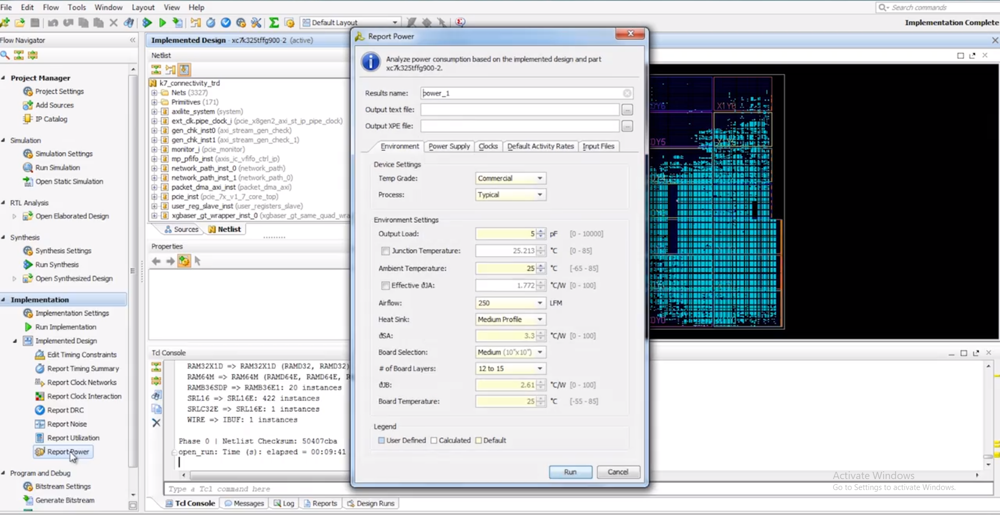 File Edit Flow Tools Window Layout View Help
Search commands
Default Layout
Implementation Complete
Flow Navigator
Project Manager
Project Settings
Add Sources
IP Catalog
Simulation
Simulation Settings
Run Simulation
Open Static Simulation
RTL Analysis
Open Elaborated Design
Synthesis
Synthesis Settings
Run Synthesis
Open Synthesized Design
Implementation
Implementation Settings
Run Implementation
Implemented Design
Edit Timing Constraints
Report Timing Summary
Report Clock Networks
Report Clock Interaction
Report DRC
Report Noise
Report Utilization
Report Power
Program and Debug
Bitstream Settings
Generate Bitstream
Implemented Design - xc7k325tffg900-2 (active)
Netlist
k7_connectivity_trd
Nets (3327)
Primitives (171)
axilite_system (system)
ext_clk.pipe_clock_i (pcie_x8gen2_axi_st_ip_pipe_clock)
gen_chk_inst0 (axi_stream_gen_check)
gen_chk_inst1 (axi_stream_gen_check_1)
monitor_i (pcie_monitor)
mp_pfifo_inst (axis_ic_vfifo_ctrl_ip)
network_path_inst_0 (network_path)
network_path_inst_1 (network_path_0)
packet_dma_axi_inst (packet_dma_axi)
pcie_inst (pcie_7x_v1_7_core_top)
user_reg_slave_inst (user_registers_slave)
xgbaser_gt_wrapper_inst_0 (xgbaser_gt_same_quad_wra
Sources Netlist
Properties
Tcl Console
RAM32X1D => RAM32X1D (RAMD32, RAMD32)
RAM64M => RAM64M (RAMD64E, RAMD64E, R
RAMB36SDP => RAMB36E1: 20 instances
SRL16 => SRL16E: 422 instances
SRLC32E => SRL16E: 1 instances
WIRE => IBUF: 1 instances
Phase 0 | Netlist Checksum: 50407cba
open_run: Time (s): elapsed = 00:09:41
Type a Tcl command here
Tcl Console Messages Log Reports Design Runs
Report Power
Analyze power consumption based on the implemented design and part
xc7k325tffg900-2.
Results name: power_1
Output text file:
Output XPE file:
Environment Power Supply Clocks Default Activity Rates Input Files
Device Settings
Temp Grade: Commercial
Process: Typical
Environment Settings
Output Load: 5 pF [0 - 10000]
Junction Temperature: 25.213 °C [0 - 85]
Ambient Temperature: 25 °C [-65 - 85]
Effective ϑJA: 1.772 °C/W [0 - 100]
Airflow: 250 LFM
Heat Sink: Medium Profile
ϑSA: 3.3 °C/W [0 - 100]
Board Selection: Medium (10"x10")
# of Board Layers: 12 to 15
ϑJB: 2.61 °C/W [0 - 100]
Board Temperature: 25 °C [-55 - 85]
Legend
User Defined Calculated Default
Run Cancel
X1Y6
DY5
DY0
Activate Windows
Go to Settings to activate Windows.